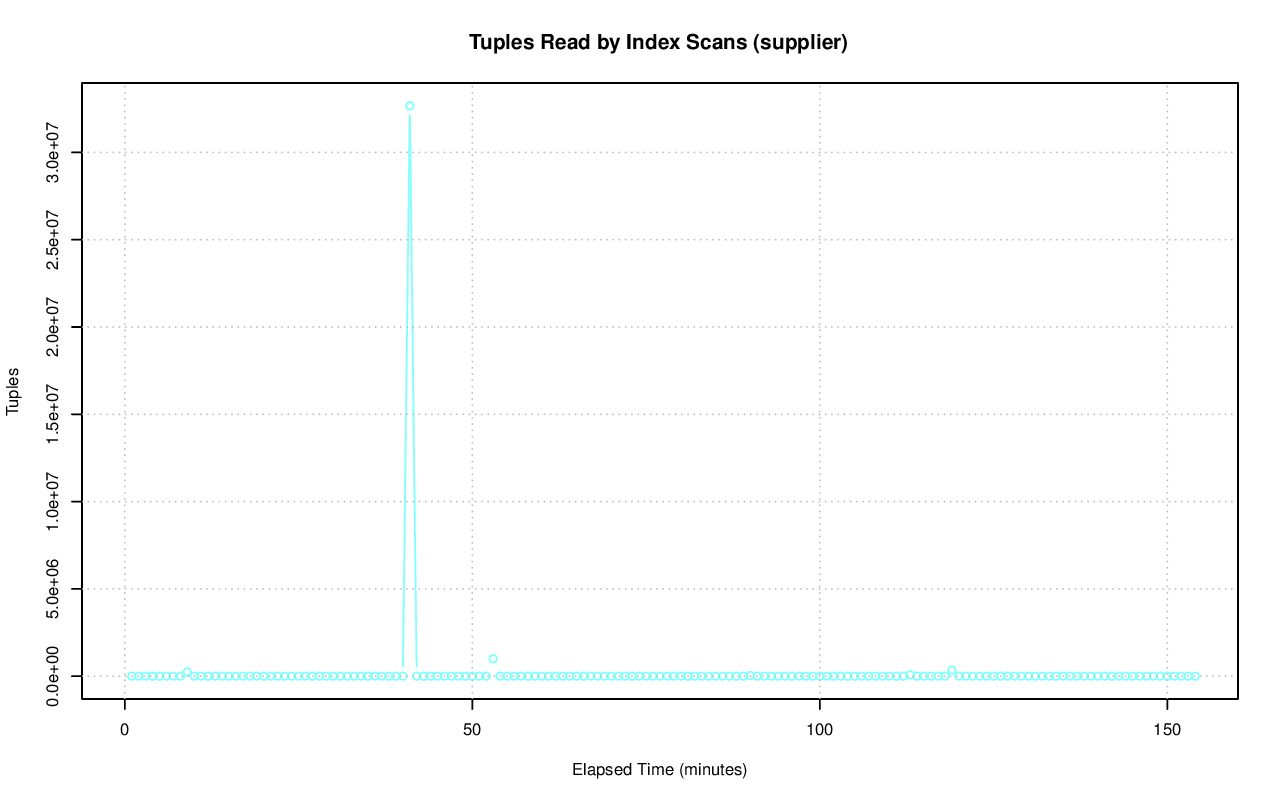 Tuples Read by Index Scans (supplier)
Tuples
3.0e+07
2.5e+07
2.0e+07
1.5e+07
1.0e+07
5.0e+06
0.0e+00
0 50 100 150
Elapsed Time (minutes)